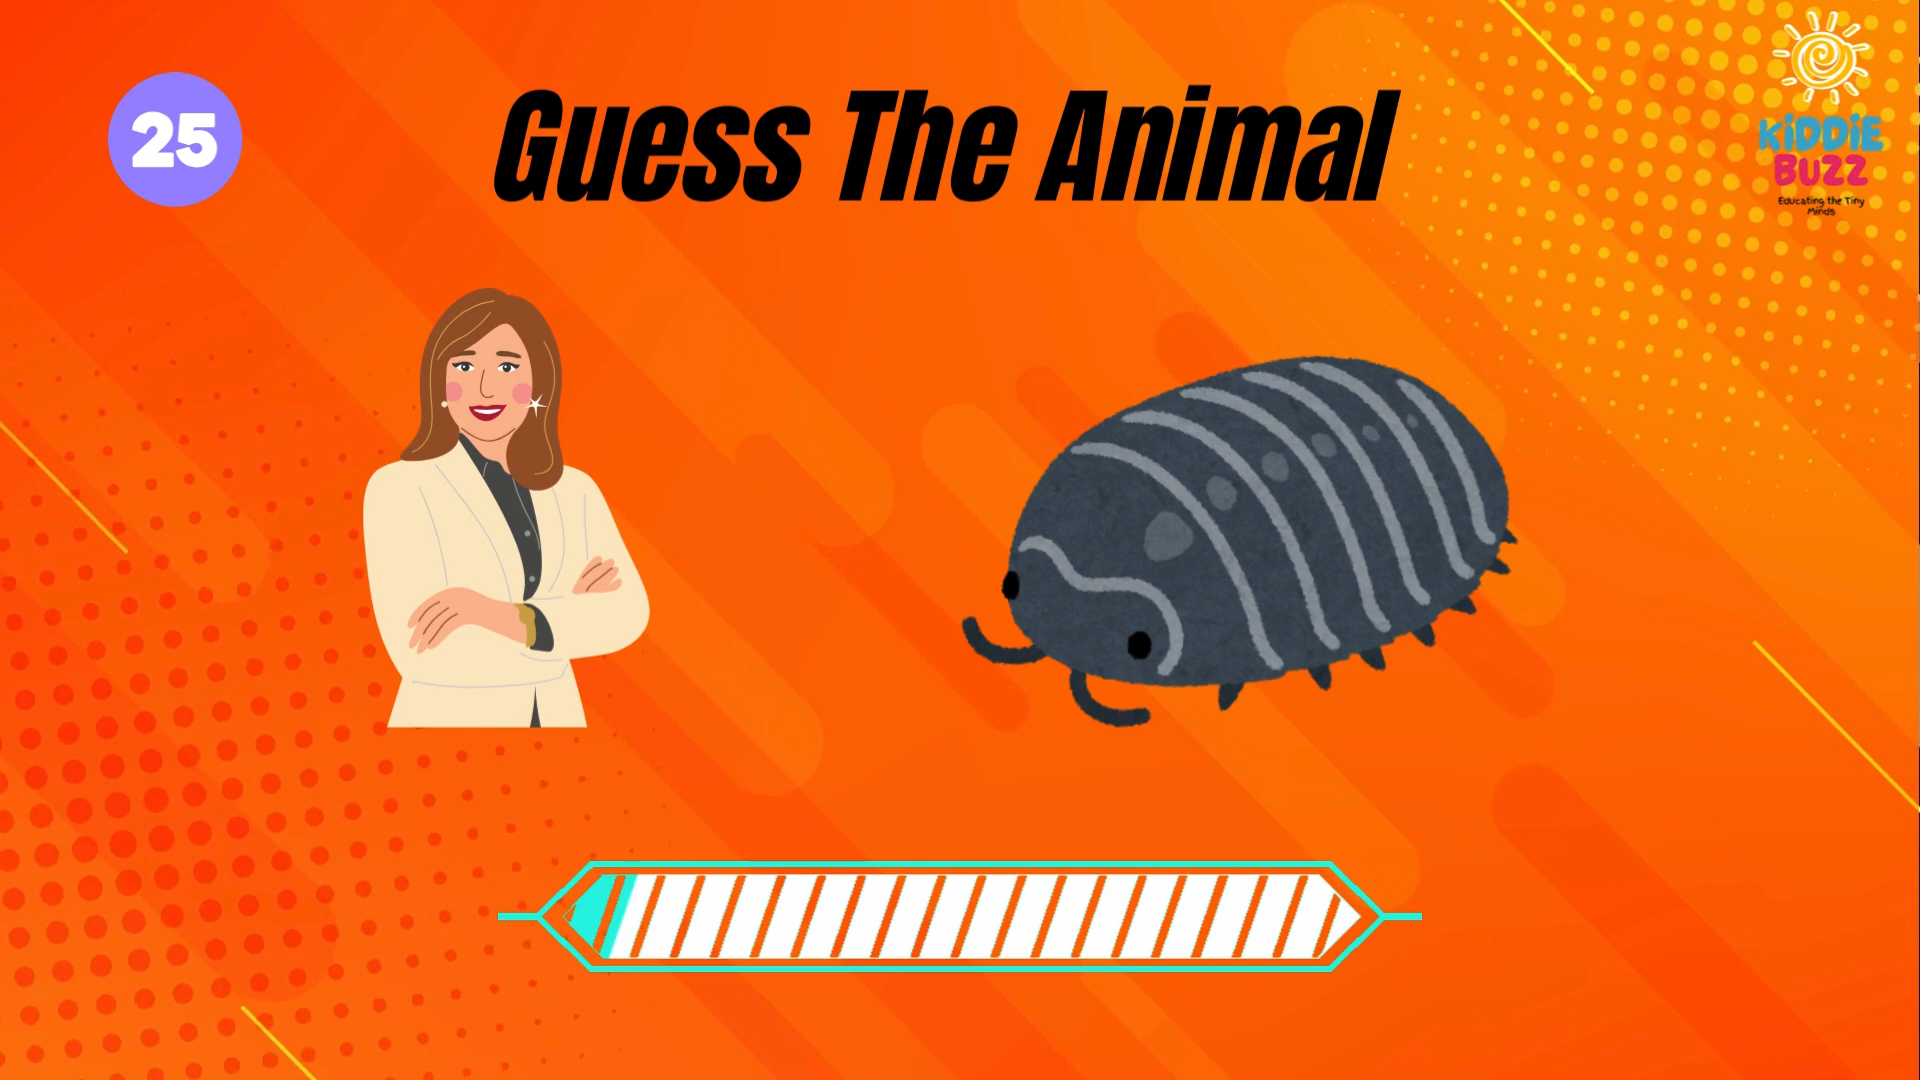 25
Guess The Animal
KiDDiE
BUZZ
Educating the Tiny
Minds